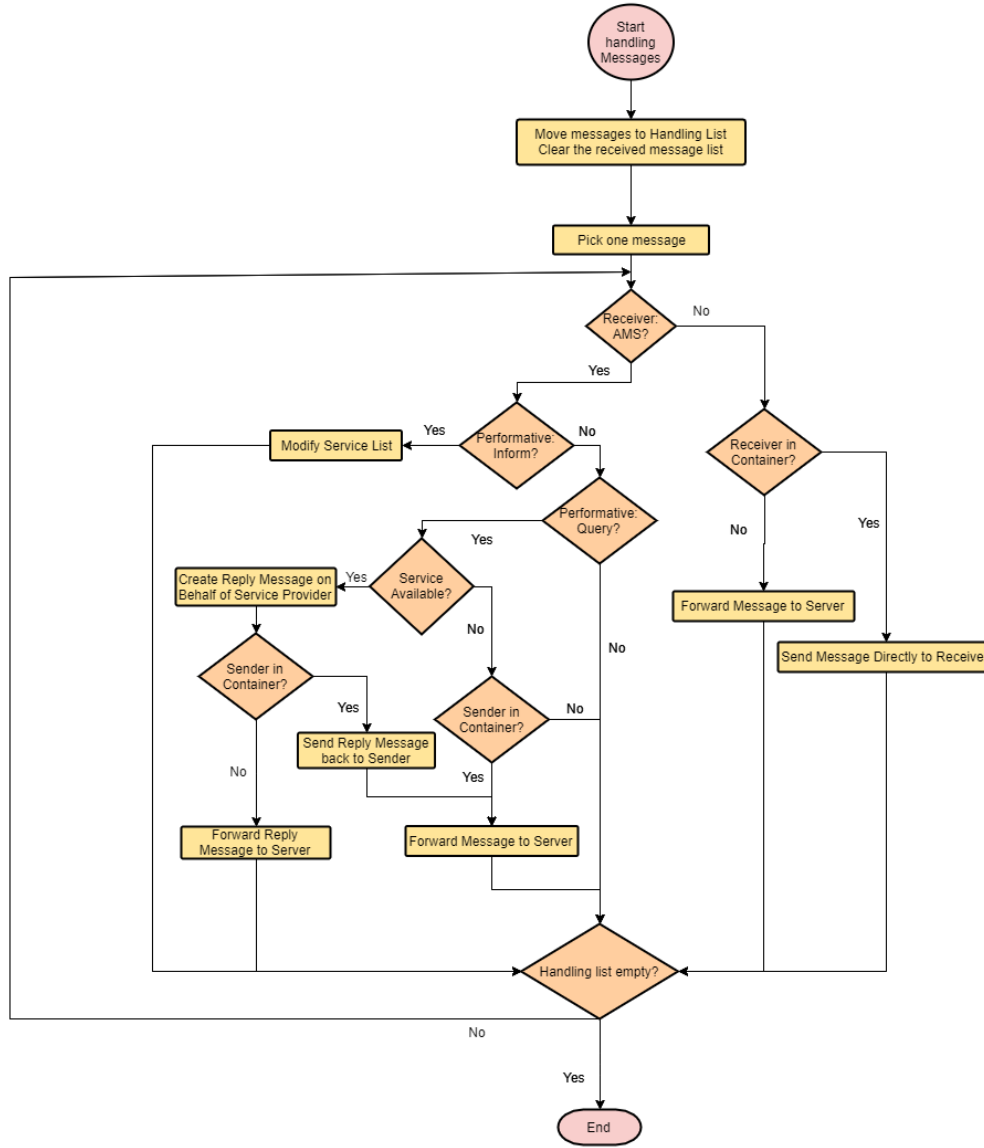 Start
handling
Messages
Move messages to Handling List
Clear the received message list
Pick one message
Receiver:
AMS?
No
Yes
Performative:
Inform?
Yes
Modify Service List
No
Receiver in
Container?
Performative:
Query?
No
Yes
Yes
Service
Available?
Yes
Create Reply Message on
Behalf of Service Provider
No
No
Forward Message to Server
Send Message Directly to Receive
Sender in
Container?
Yes
Sender in
Container?
No
Send Reply Message
back to Sender
No
Yes
Forward Reply
Message to Server
Forward Message to Server
Handling list empty?
No
Yes
End